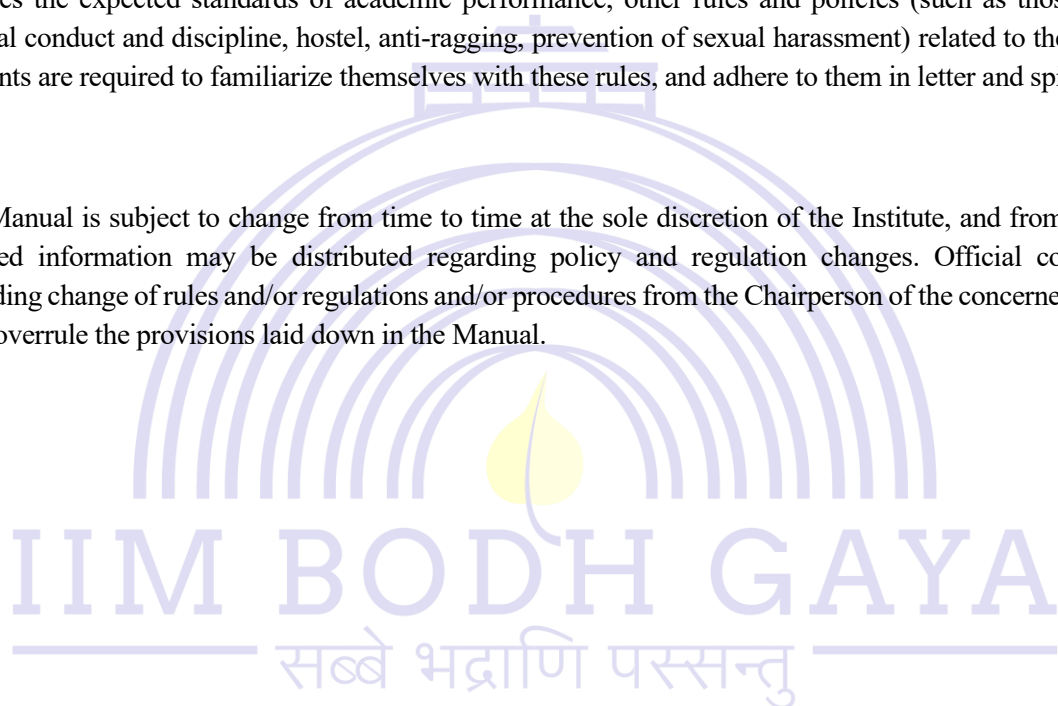 es the expected standards of academic performance, other rules and policies (such as thos
al conduct and discipline, hostel, anti-ragging, prevention of sexual harassment) related to the
nts are required to familiarize themselves with these rules, and adhere to them in letter and spi
Manual is subject to change from time to time at the sole discretion of the Institute, and from
ed information may be distributed regarding policy and regulation changes. Official co
ding change of rules and/or regulations and/or procedures from the Chairperson of the concerne
overrule the provisions laid down in the Manual.
IIM BODH GAYA
सब्बे भद्राणि पस्सन्तु